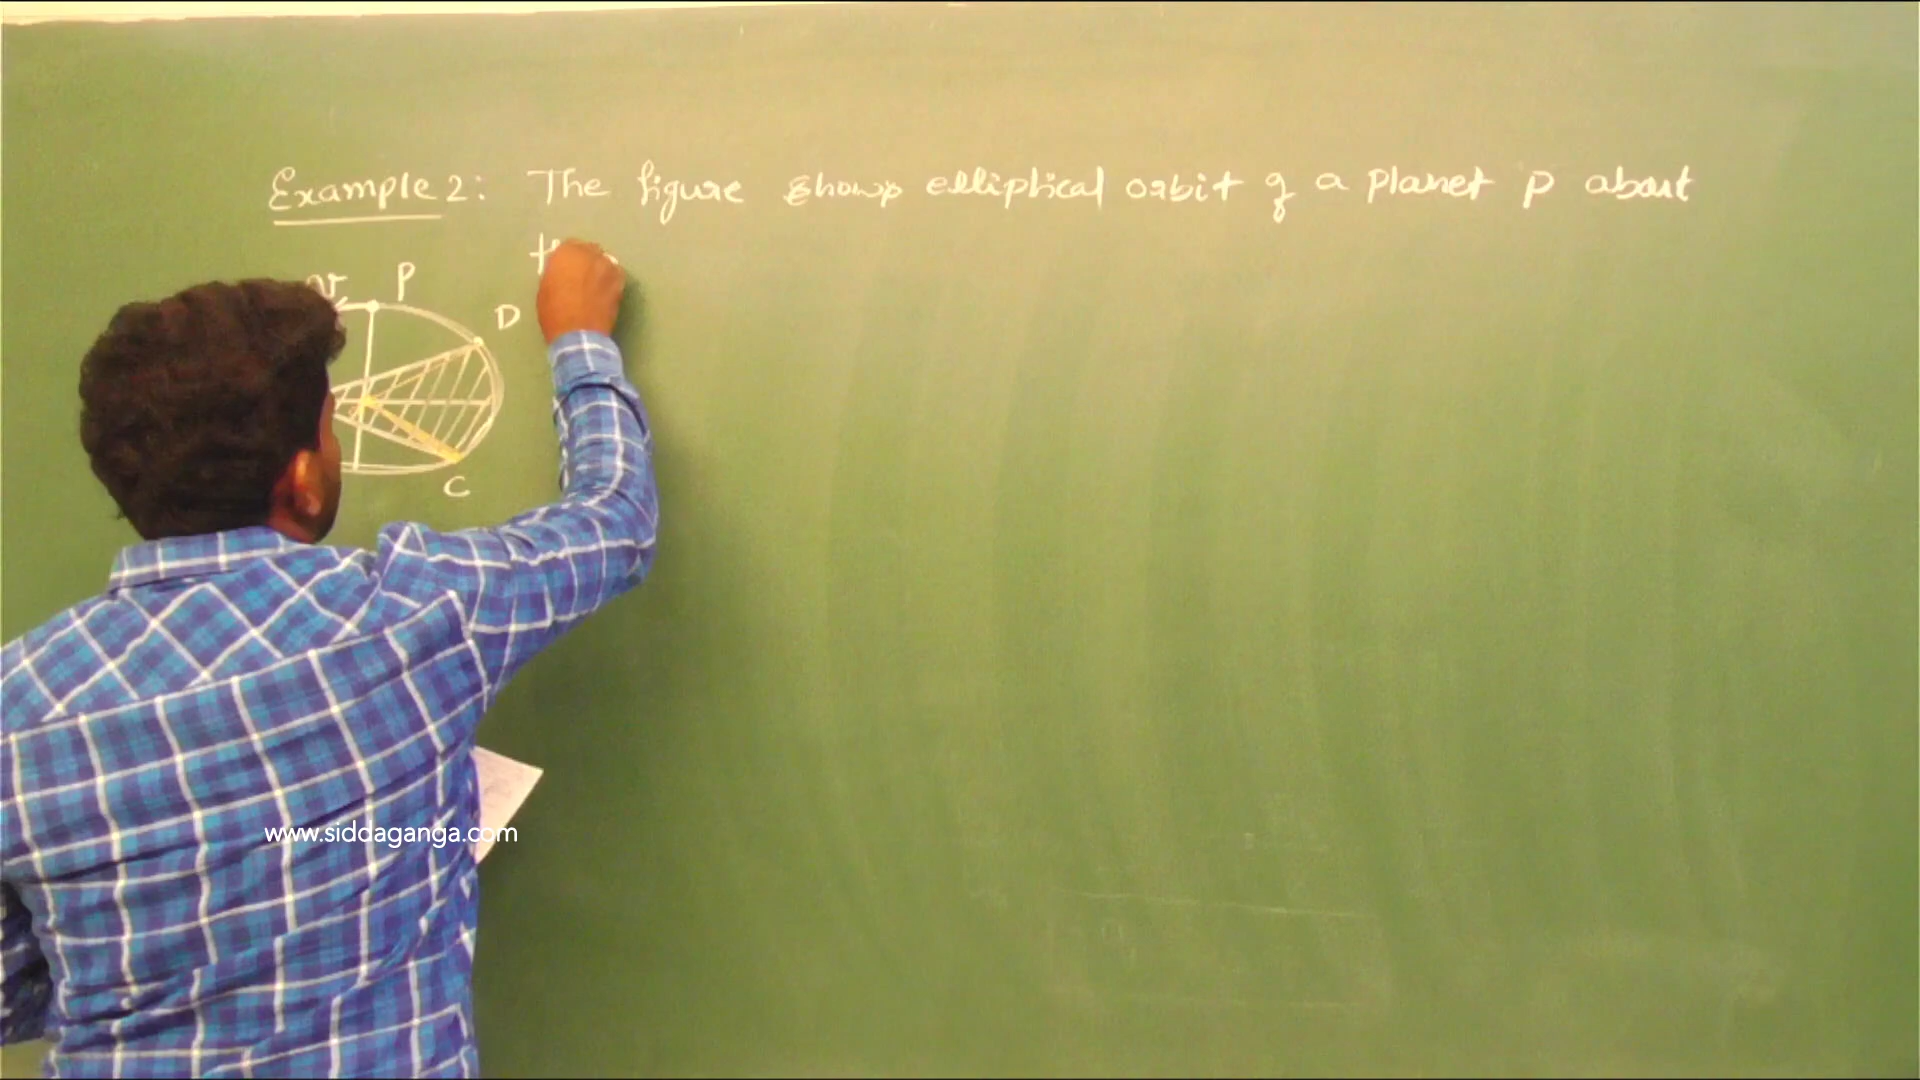 Example 2: The figure shows elliptical orbit of a planet P about
v P
D
C
www.siddaganga.com